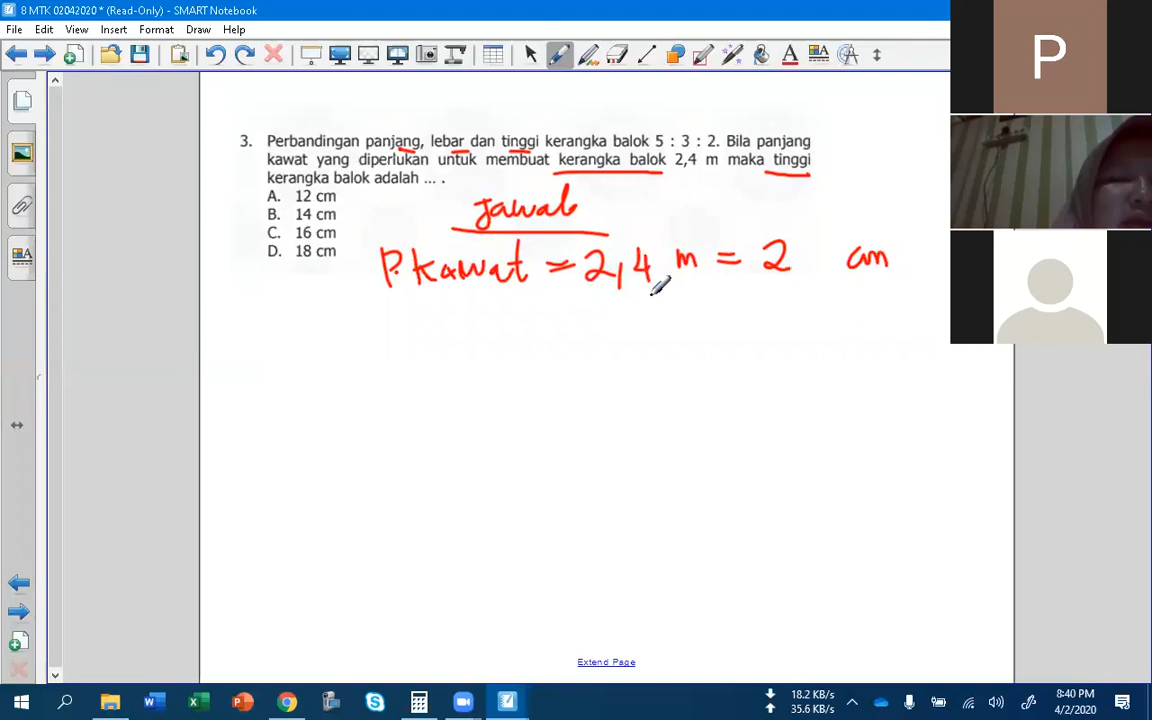 8 MTK 02042020 * (Read-Only) - SMART Notebook
File Edit View Insert Format Draw Help
P
3. Perbandingan panjang, lebar dan tinggi kerangka balok 5 : 3 : 2. Bila panjang
kawat yang diperlukan untuk membuat kerangka balok 2,4 m maka tinggi
kerangka balok adalah ... .
A. 12 cm
B. 14 cm
C. 16 cm
D. 18 cm
Jawab
P. kawat = 2,4 m = 2 cm
Extend Page
18.2 KB/s
35.6 KB/s
8:40 PM
4/2/2020